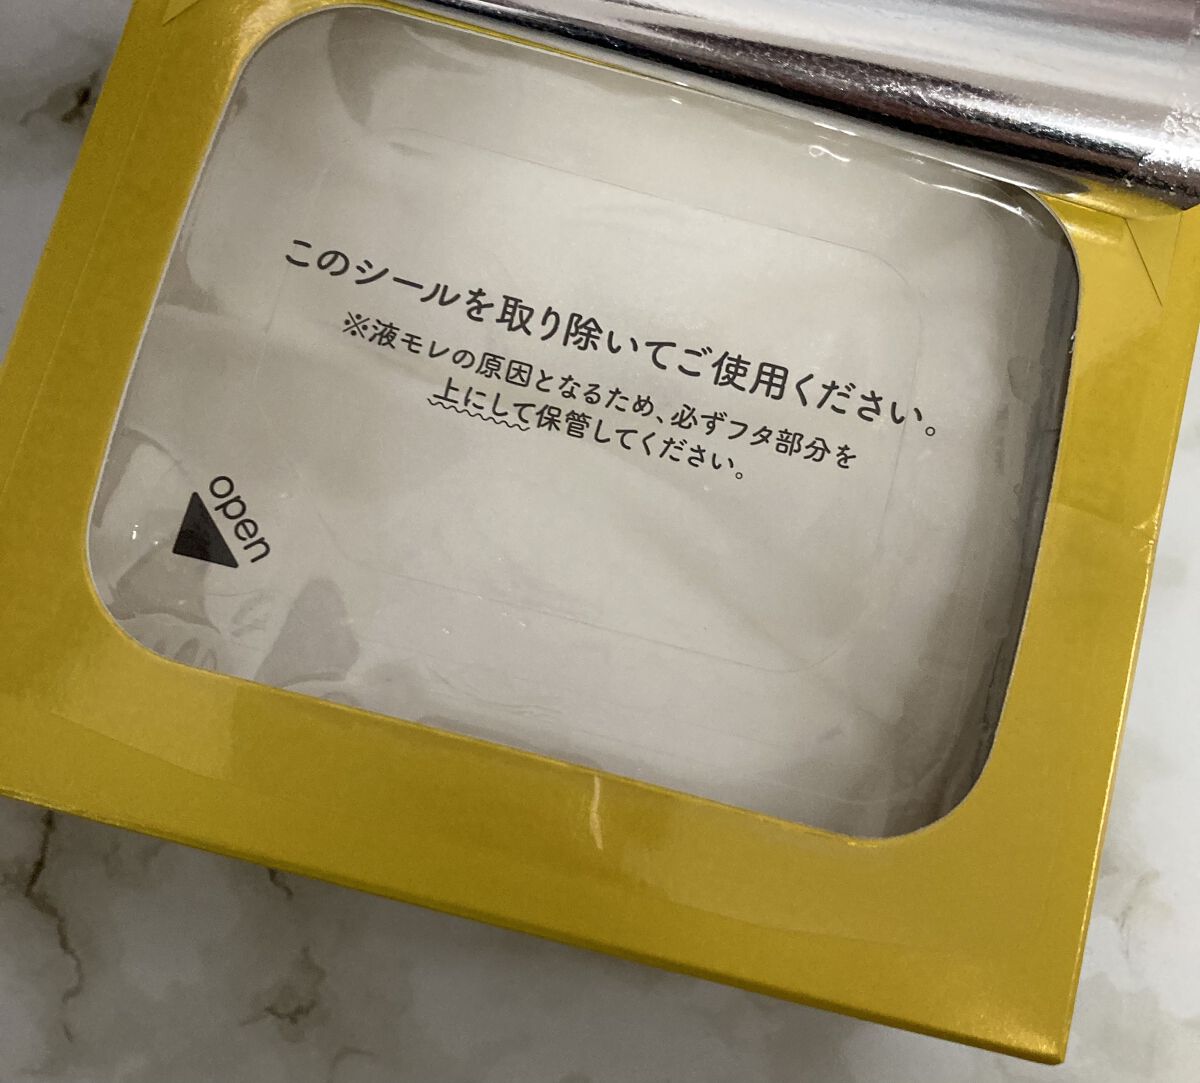 このシールを取り除いてご使用ください。
※液モレの原因となるため、必ずフタ部分を
上にして保管してください。
open